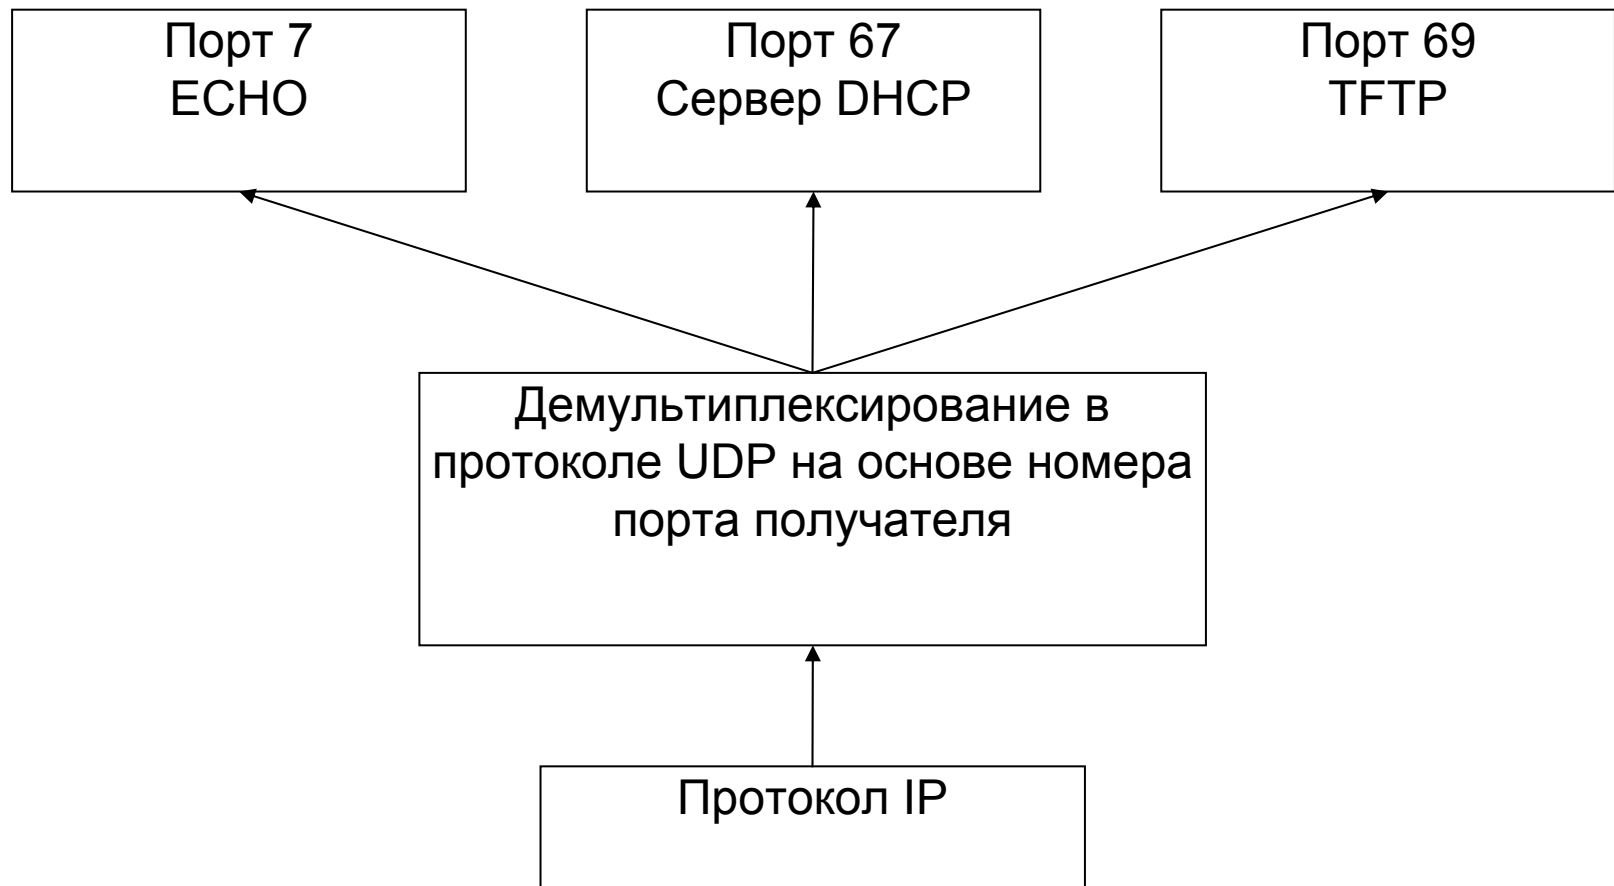 Порт 7
ECHO
Порт 67
Сервер DHCP
Порт 69
TFTP
Демультиплексирование в
протоколе UDP на основе номера
порта получателя
Протокол IP